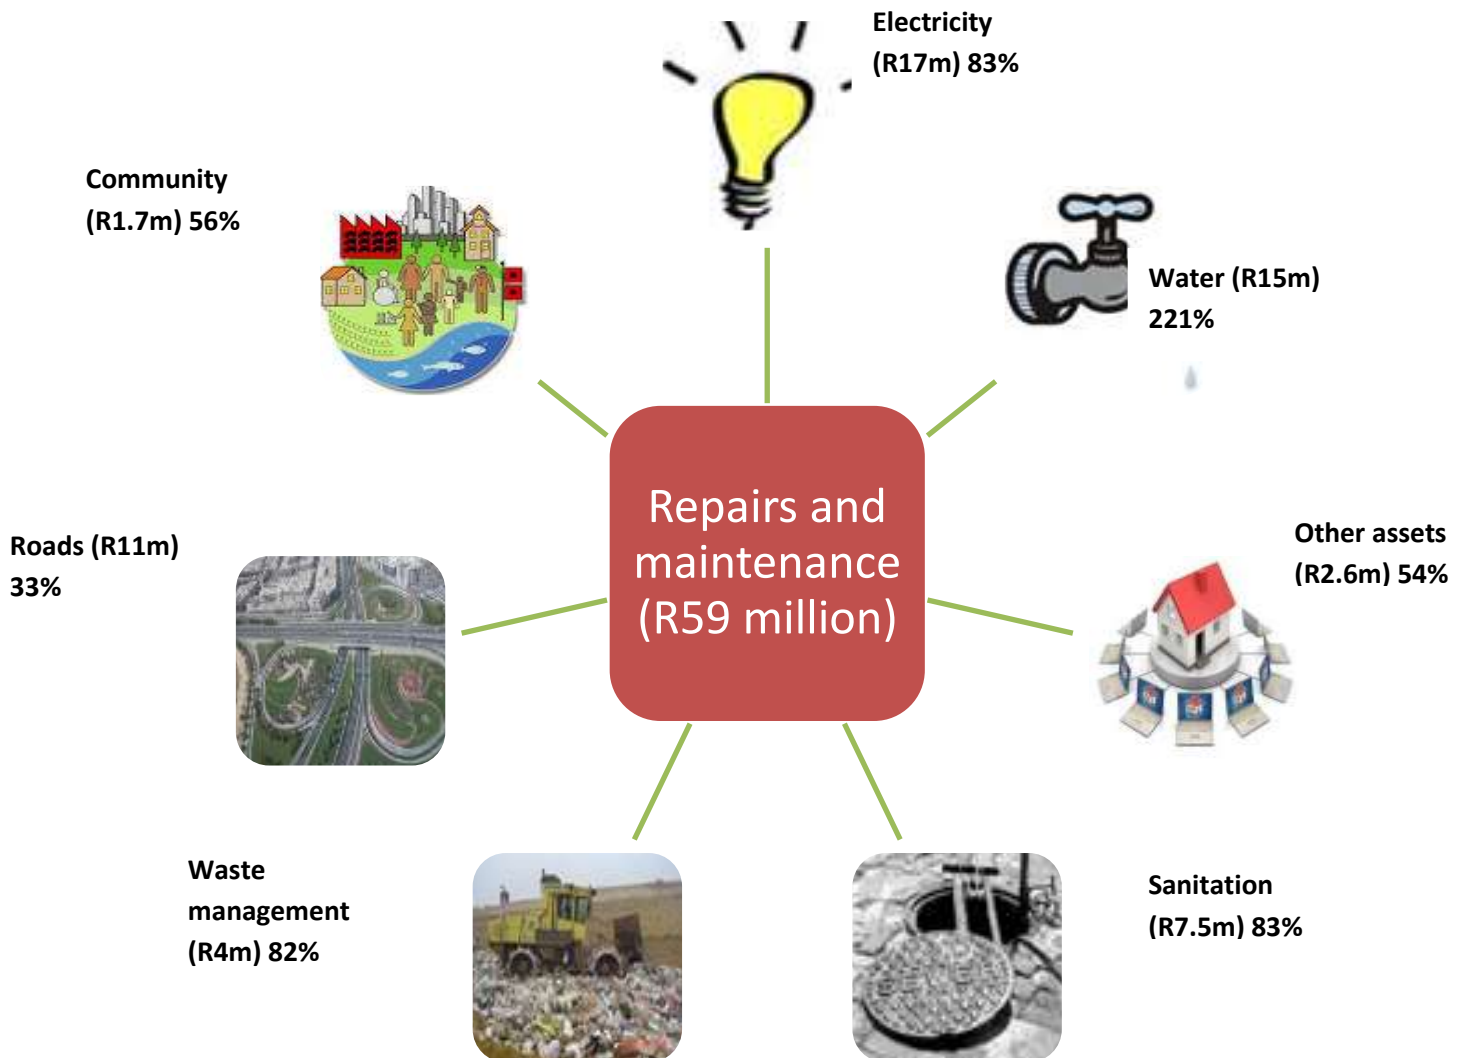 Electricity
(R17m) 83%
Community
(R1.7m) 56%
Water (R15m)
221%
Repairs and
maintenance
(R59 million)
Roads (R11m)
33%
Other assets
(R2.6m) 54%
Waste
management
(R4m) 82%
Sanitation
(R7.5m) 83%